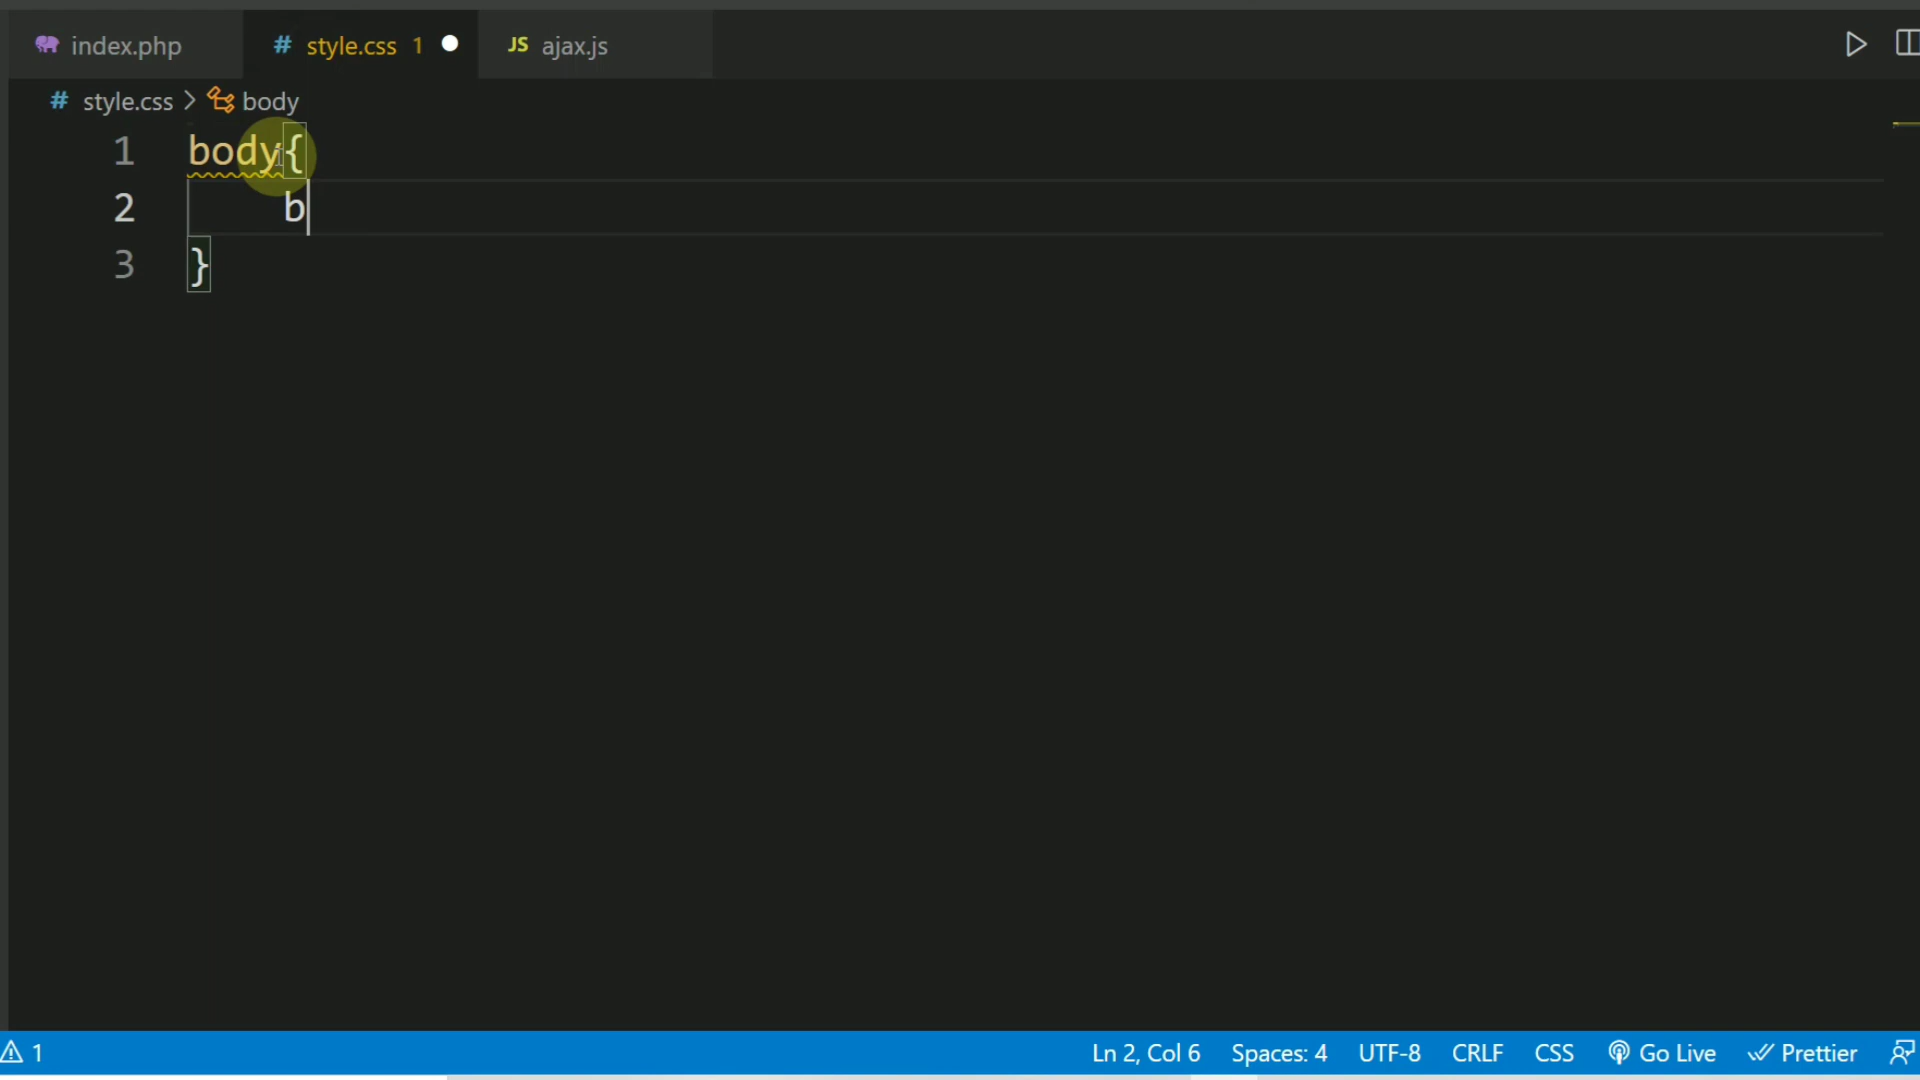 index.php # style.css 1 JS ajax.js
# style.css > body
1 body{
2 b
3 }
1 Ln 2, Col 6 Spaces: 4 UTF-8 CRLF CSS Go Live Prettier